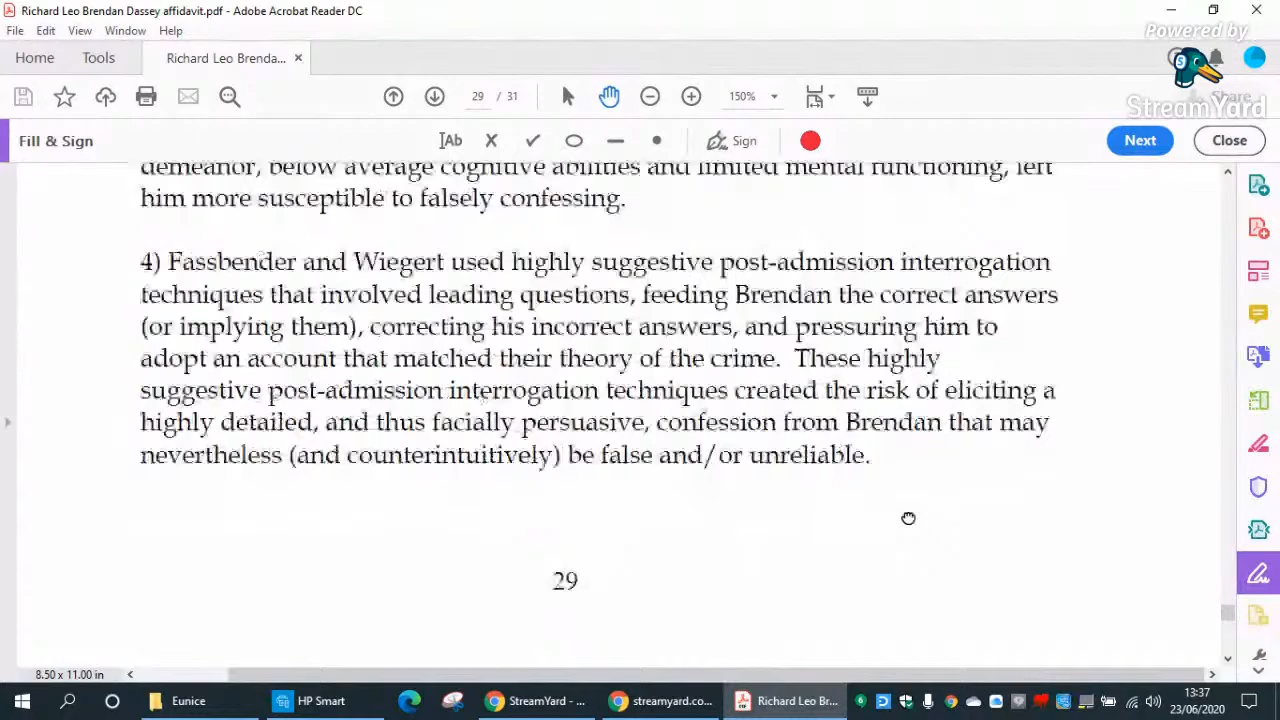 Richard Leo Brendan Dassey affidavit.pdf - Adobe Acrobat Reader DC
Powered by
File Edit View Window Help
Home Tools Richard Leo Brenda...
StreamYard
Share
29 / 31 150%
Fill & Sign Ab Sign Next Close
demeanor, below average cognitive abilities and limited mental functioning, left
him more susceptible to falsely confessing.
4) Fassbender and Wiegert used highly suggestive post-admission interrogation
techniques that involved leading questions, feeding Brendan the correct answers
(or implying them), correcting his incorrect answers, and pressuring him to
adopt an account that matched their theory of the crime. These highly
suggestive post-admission interrogation techniques created the risk of eliciting a
highly detailed, and thus facially persuasive, confession from Brendan that may
nevertheless (and counterintuitively) be false and/or unreliable.
29
8.50 x 11.00 in
Eunice HP Smart StreamYard - ... streamyard.co... Richard Leo Br...
13:37
23/06/2020